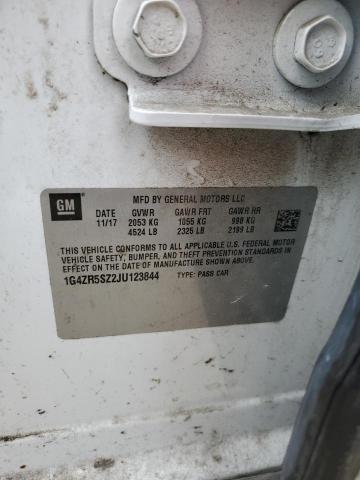 GM
MFD BY GENERAL MOTORS LLC
DATE GVWR GAWR FRT GAWR RR
11/17 2053 KG 1055 KG 998 KG
4524 LB 2325 LB 2199 LB
THIS VEHICLE CONFORMS TO ALL APPLICABLE U.S. FEDERAL MOTOR
VEHICLE SAFETY, BUMPER, AND THEFT PREVENTION STANDARDS IN
EFFECT ON THE DATE OF MANUFACTURE SHOWN ABOVE.
1G4ZR5SZ2JU123844 TYPE: PASS CAR